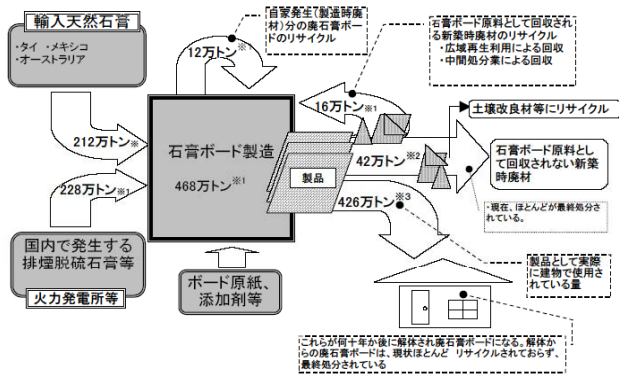 輸入天然石膏
・タイ ・メキシコ
・オーストラリア
自家発生（製造時廃
材）分の廃石膏ボー
ドのリサイクル
石膏ボード原料として回収され
る新築時廃材のリサイクル
・広域再生利用による回収
・中間処分業による回収
12万トン※1
16万トン※1
土壌改良材等にリサイクル
212万トン※
石膏ボード製造
468万トン※1
製品
42万トン※2
石膏ボード原料と
して回収されない新築
時廃材
228万トン※1
426万トン※3
・現在、ほとんどが最終処分さ
れている。
国内で発生する
排煙脱硫石膏等
火力発電所等
ボード原紙、
添加剤等
製品として実際
に建物で使用さ
れている量
これらが何十年か後に解体され廃石膏ボードになる。解体か
らの廃石膏ボードは、現状ほとんど リサイクルされておらず、
最終処分されている